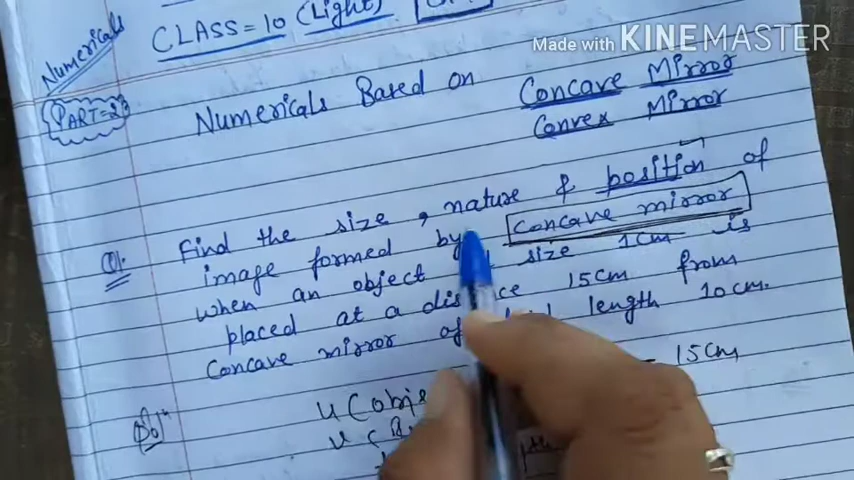 CLASS=10 (Light)
Made with KINEMASTER
Numericals
PART=2
Numericals Based on Concave Mirror
Convex Mirror
Q1. Find the size, nature & position of
image formed by concave mirror
when an object size 1cm is
placed at a distance 15cm from
Concave mirror of length 10cm.
Sol
u (obj 15cm
v (